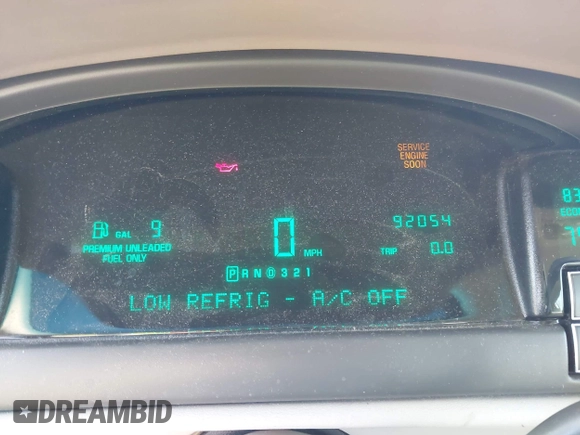 SERVICE
ENGINE
SOON
GAL 9
PREMIUM UNLEADED
FUEL ONLY
0 MPH
92054
TRIP 0.0
P R N D 3 2 1
LOW REFRIG - A/C OFF
83
DREAMBID